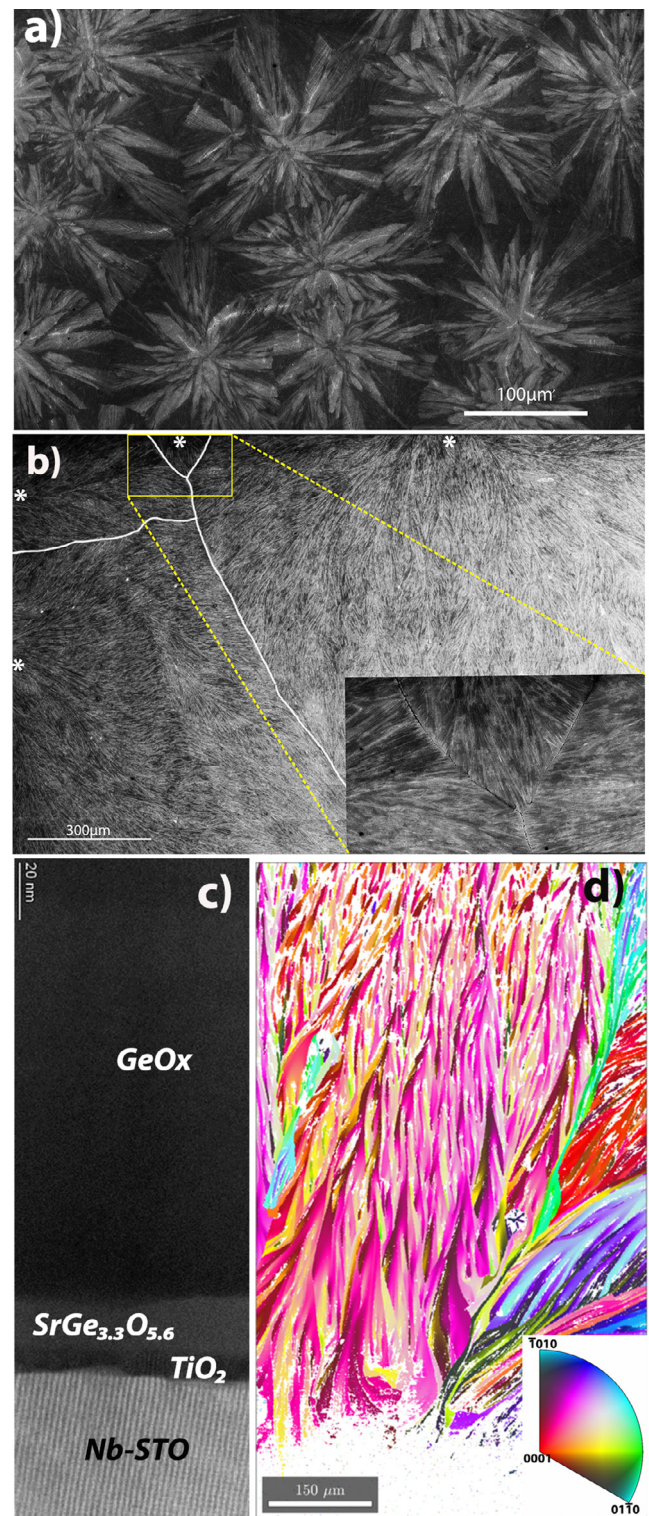 a)
100μm
b)
*
*
*
*
300μm
20 nm
c)
GeOx
SrGe3.3O5.6
TiO2
Nb-STO
d)
1̅010
0001
011̅0
150 μm